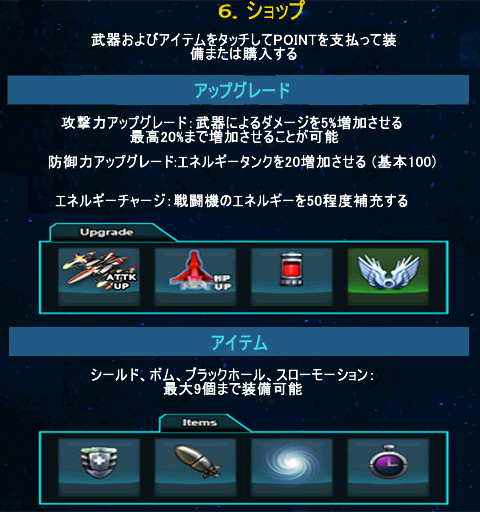 6. ショップ
武器およびアイテムをタッチしてPOINTを支払って装
備または購入する
アップグレード
攻撃力アップグレード：武器によるダメージを5%増加させる
最高20%まで増加させることが可能
防御力アップグレード:エネルギータンクを20増加させる (基本100)
エネルギーチャージ：戦闘機のエネルギーを50程度補充する
Upgrade
ATTK
UP
HP
UP
アイテム
シールド、ボム、ブラックホール、スローモーション：
最大9個まで装備可能
Items